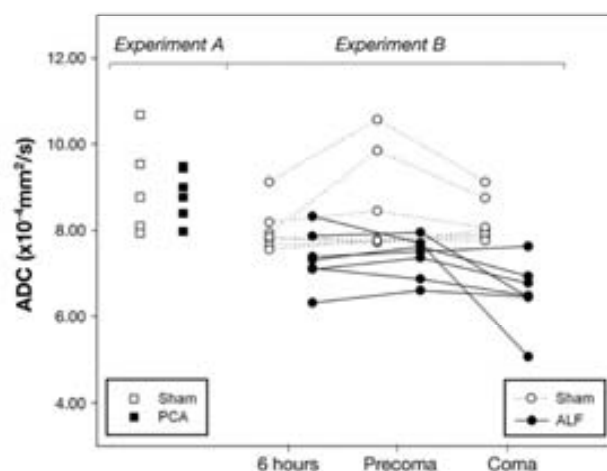 Experiment A
Experiment B
ADC (x10⁻⁴mm²/s)
12.00
10.00
8.00
6.00
4.00
Sham
PCA
Sham
ALF
6 hours
Precoma
Coma